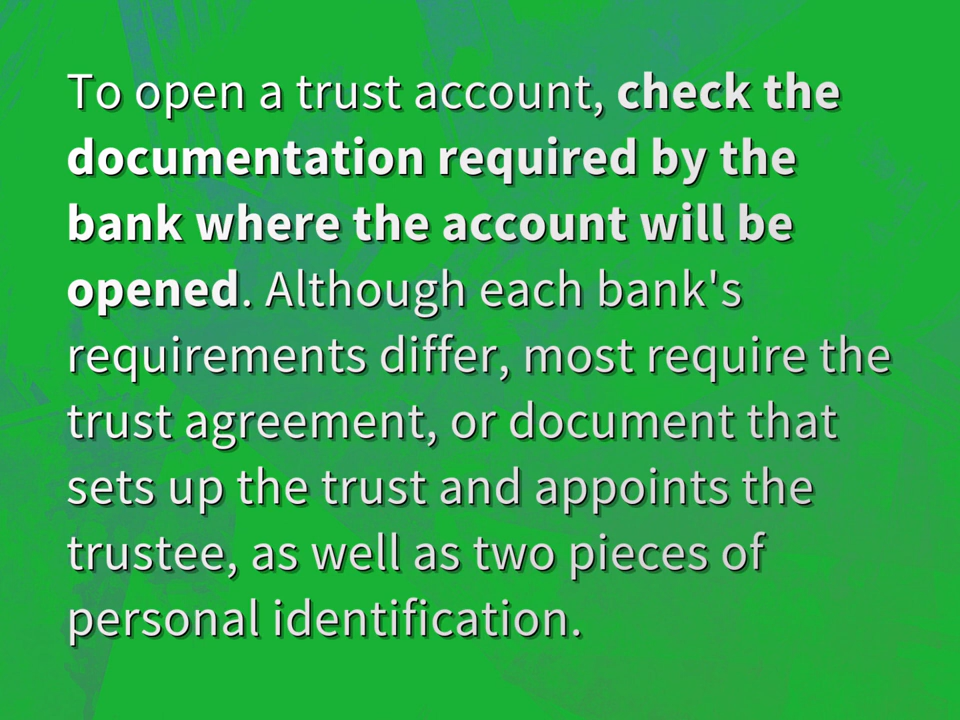 To open a trust account, check the
documentation required by the
bank where the account will be
opened. Although each bank's
requirements differ, most require the
trust agreement, or document that
sets up the trust and appoints the
trustee, as well as two pieces of
personal identification.